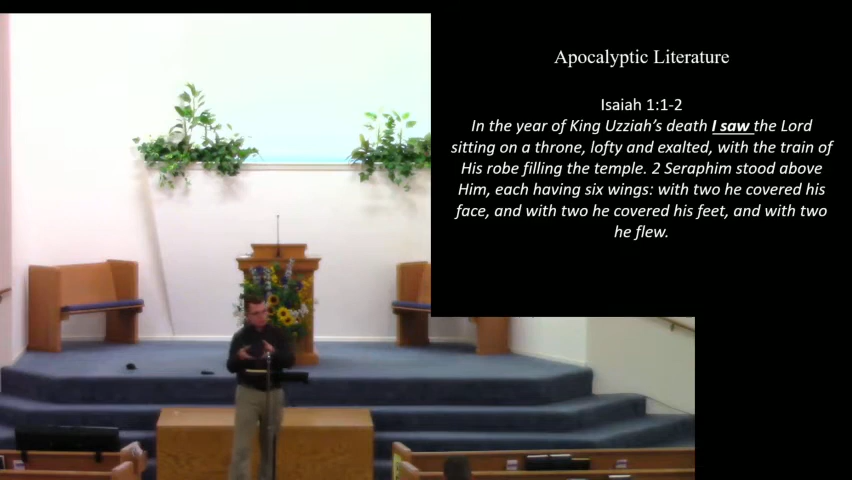 Apocalyptic Literature
Isaiah 1:1-2
In the year of King Uzziah's death I saw the Lord
sitting on a throne, lofty and exalted, with the train of
His robe filling the temple. 2 Seraphim stood above
Him, each having six wings: with two he covered his
face, and with two he covered his feet, and with two
he flew.